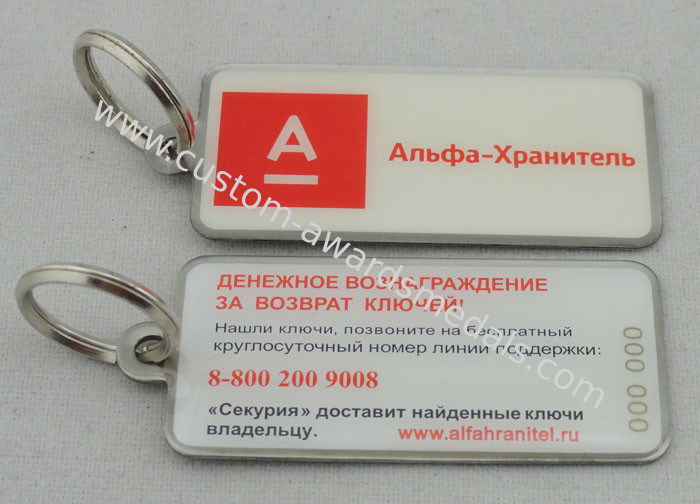 А
Альфа-Хранитель
ДЕНЕЖНОЕ ВОЗНАГРАЖДЕНИЕ
ЗА ВОЗВРАТ КЛЮЧЕЙ!
Нашли ключи, позвоните на бесплатный
круглосуточный номер линии поддержки:
8-800 200 9008
«Секурия» доставит найденные ключи
владельцу.
www.alfahranitel.ru
000 000
www.custom-awardsmedals.com